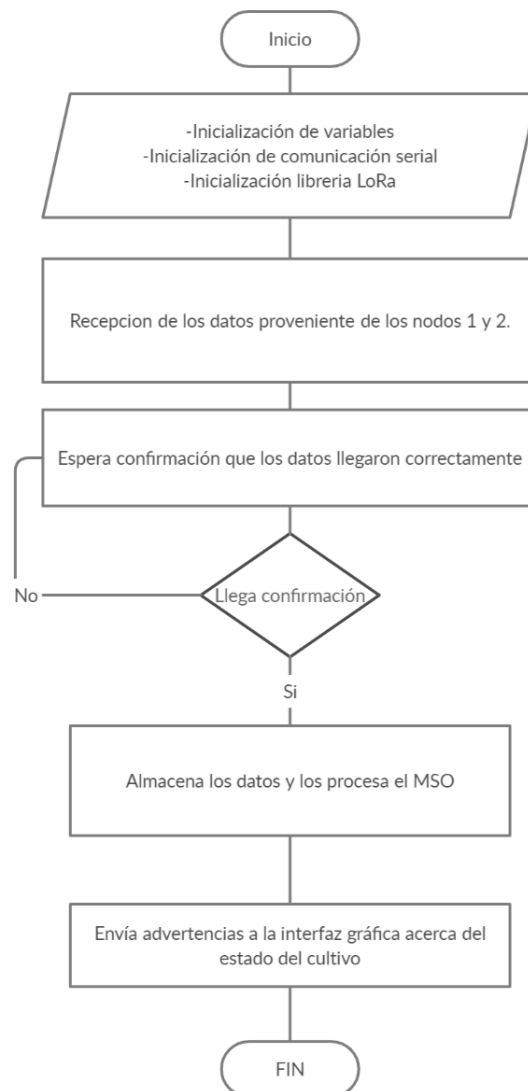 Inicio
-Inicialización de variables
-Inicialización de comunicación serial
-Inicialización libreria LoRa
Recepcion de los datos proveniente de los nodos 1 y 2.
Espera confirmación que los datos llegaron correctamente
Llega confirmación
No
Si
Almacena los datos y los procesa el MSO
Envía advertencias a la interfaz gráfica acerca del
estado del cultivo
FIN